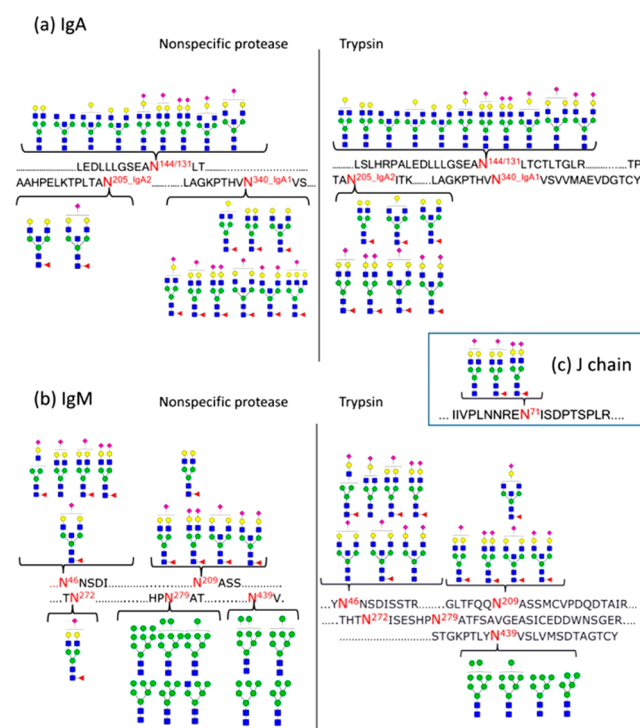 (a) IgA
Nonspecific protease
Trypsin
........LEDLLLGSEAN144/131LT..............................
AAHPELKTPLTAN205_IgA2 ...........LAGKPTHVN340_IgA1VS...
.........LSLHRPALEDLLLGSEAN144/131LTCTLTGLR............TP
TAN205_IgA2ITK.......LAGKPTHVN340_IgA1VSVVMAEVDGTCY
(c) J chain
... IIVPLNNREN71ISDPTSPLR....
(b) IgM
Nonspecific protease
Trypsin
...N46NSDI.........................N209ASS.......................
....TN272...................HPN279AT..............N439V.
...YN46NSDISSTR.........GLTFQQN209ASSMCVPDQDTAIR...
....THTN272ISESHPN279ATFSAVGEASICEDDWNSGER...
..............................STGKPTLYN439VSLVMSDTAGTCY